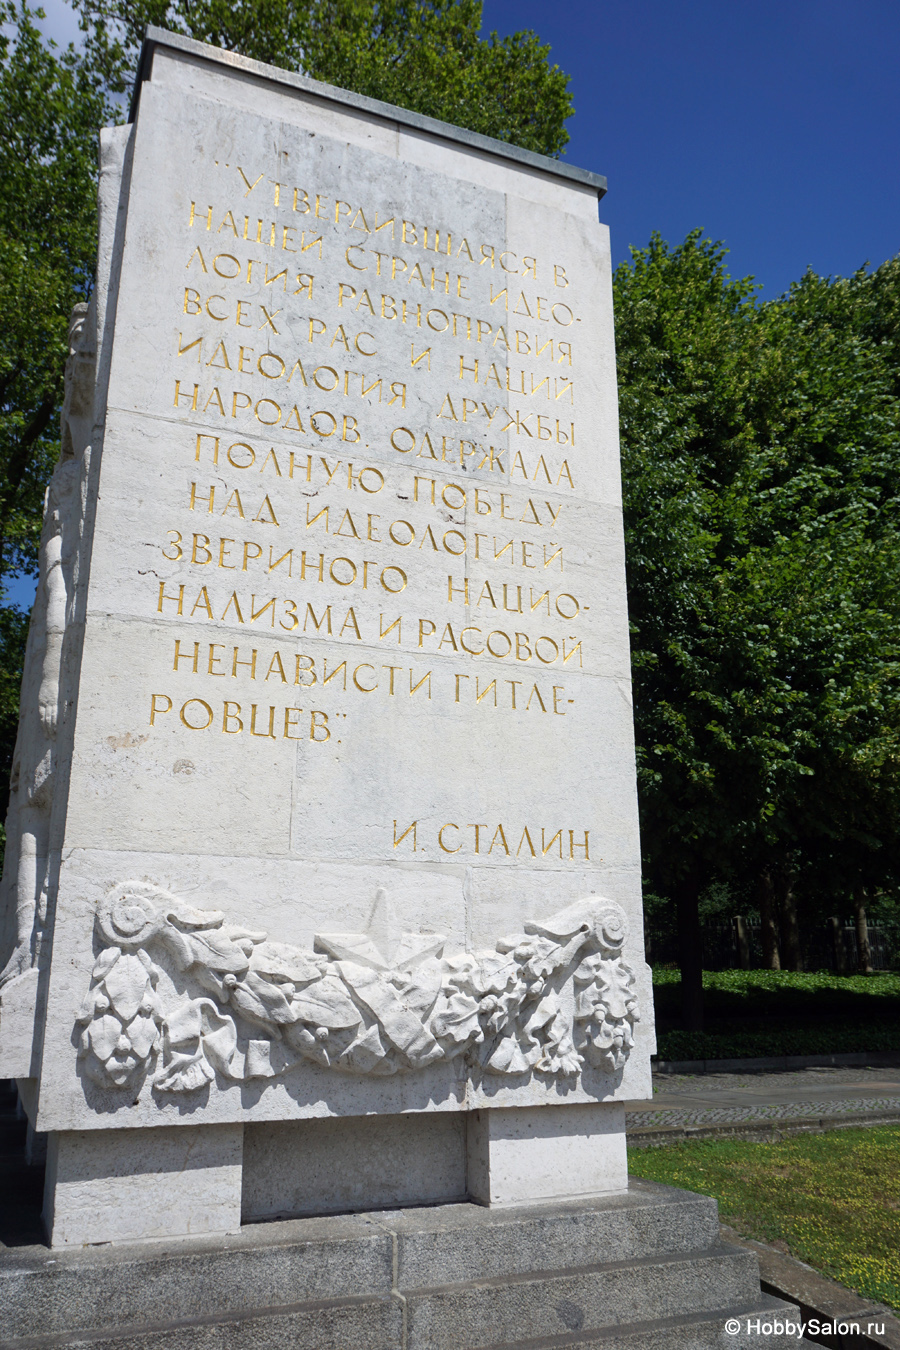 "УТВЕРДИВШАЯСЯ В
НАШЕЙ СТРАНЕ ИДЕО-
ЛОГИЯ РАВНОПРАВИЯ
ВСЕХ РАС И НАЦИЙ
ИДЕОЛОГИЯ ДРУЖБЫ
НАРОДОВ ОДЕРЖАЛА
ПОЛНУЮ ПОБЕДУ
НАД ИДЕОЛОГИЕЙ
ЗВЕРИНОГО НАЦИО-
НАЛИЗМА И РАСОВОЙ
НЕНАВИСТИ ГИТЛЕ-
РОВЦЕВ".
И. СТАЛИН
© HobbySalon.ru